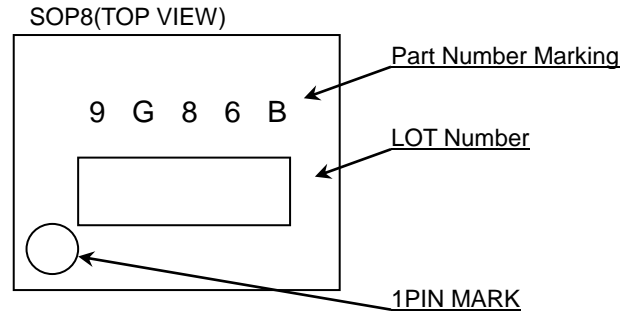 SOP8(TOP VIEW)
Part Number Marking
9 G 8 6 B
LOT Number
1PIN MARK